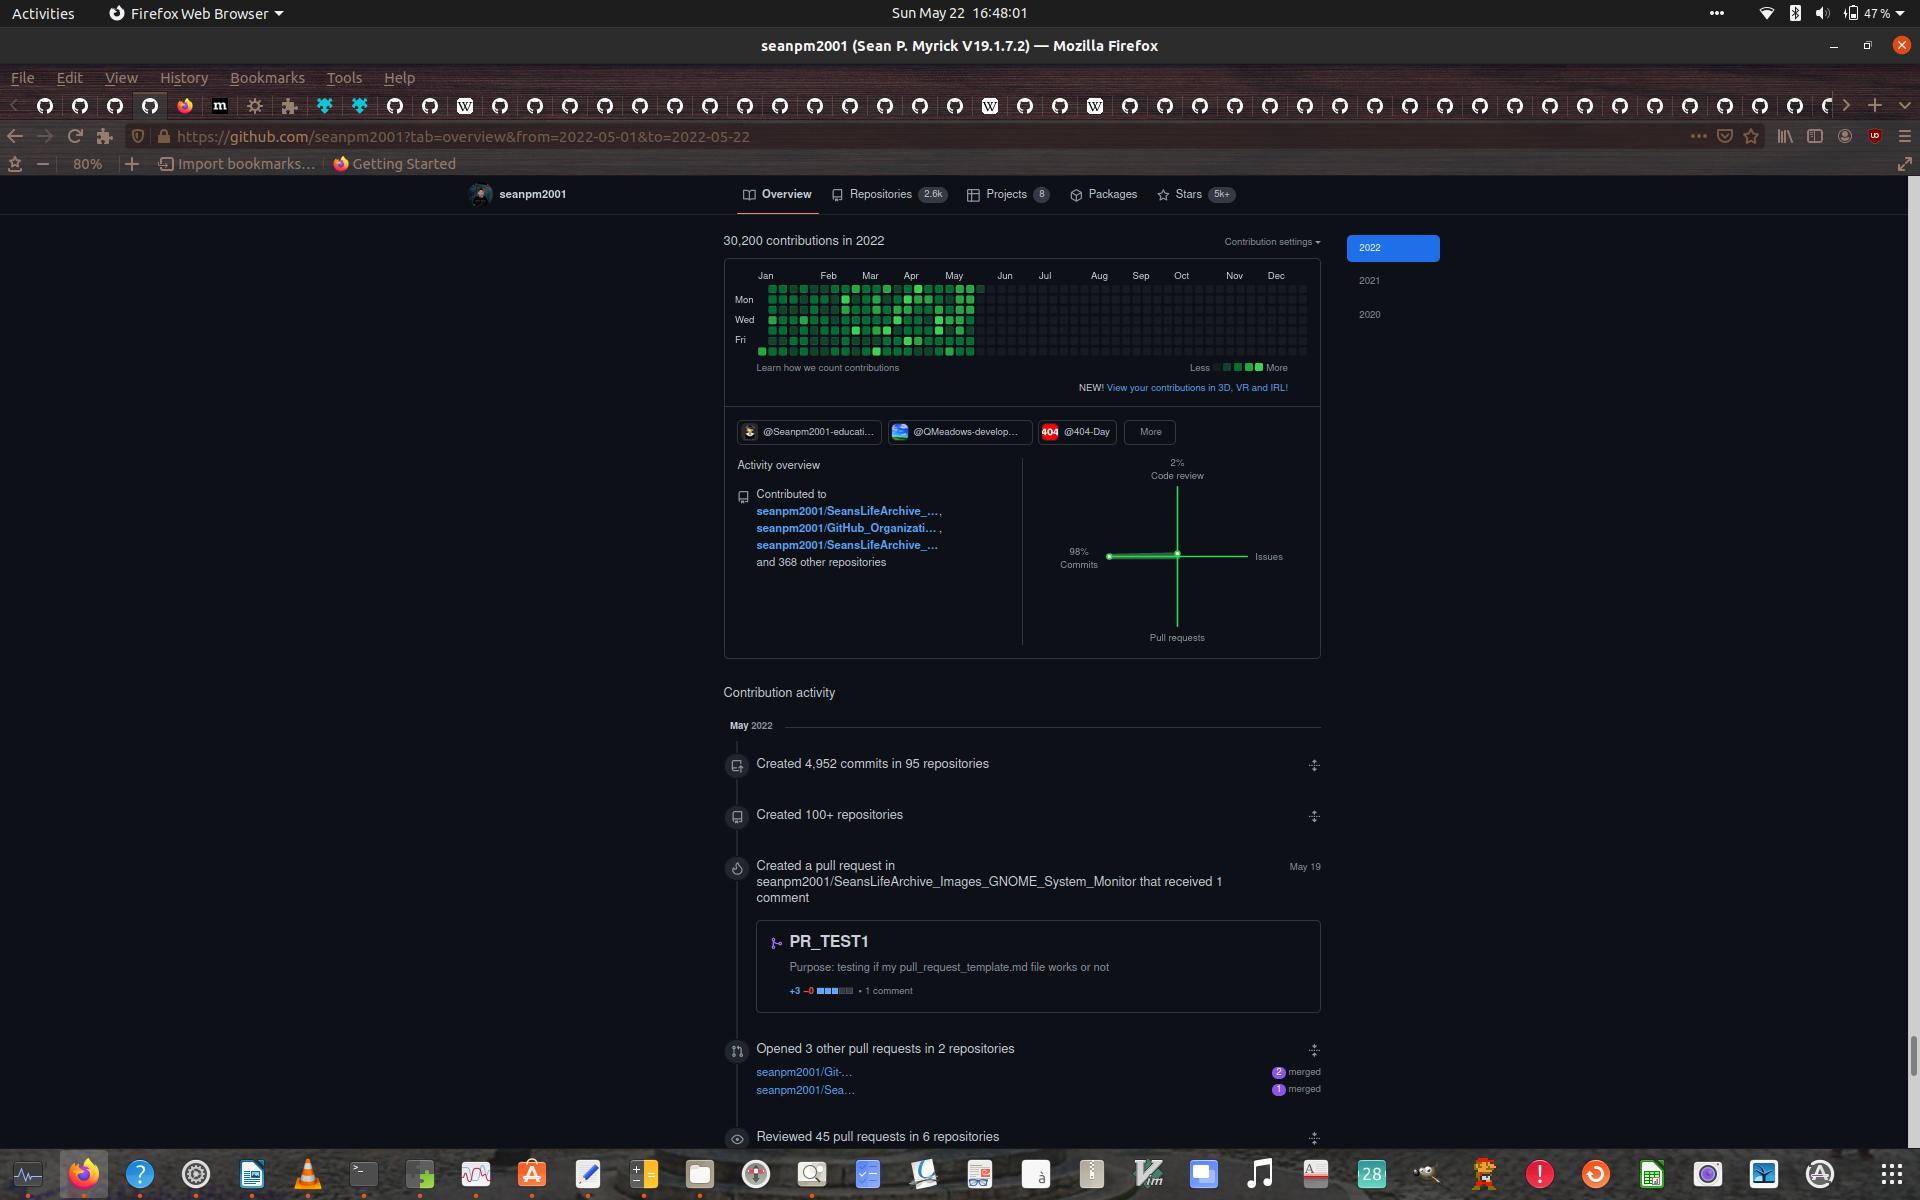 Activities
Firefox Web Browser
Sun May 22 16:48:01
47 %
seanpm2001 (Sean P. Myrick V19.1.7.2) — Mozilla Firefox
File Edit View History Bookmarks Tools Help
https://github.com/seanpm2001?tab=overview&from=2022-05-01&to=2022-05-22
80%
Import bookmarks...
Getting Started
seanpm2001
Overview
Repositories 2.6k
Projects 8
Packages
Stars 5k+
30,200 contributions in 2022
Contribution settings
2022
2021
2020
Jan Feb Mar Apr May Jun Jul Aug Sep Oct Nov Dec
Mon
Wed
Fri
Learn how we count contributions
Less More
NEW! View your contributions in 3D, VR and IRL!
@Seanpm2001-educati...
@QMeadows-develop...
404 @404-Day
More
Activity overview
Contributed to
seanpm2001/SeansLifeArchive_... ,
seanpm2001/GitHub_Organizati... ,
seanpm2001/SeansLifeArchive_...
and 368 other repositories
2%
Code review
98%
Commits
Issues
Pull requests
Contribution activity
May 2022
Created 4,952 commits in 95 repositories
Created 100+ repositories
Created a pull request in
seanpm2001/SeansLifeArchive_Images_GNOME_System_Monitor that received 1
comment
May 19
PR_TEST1
Purpose: testing if my pull_request_template.md file works or not
+3 −0 • 1 comment
Opened 3 other pull requests in 2 repositories
seanpm2001/Git-...
2 merged
seanpm2001/Sea...
1 merged
Reviewed 45 pull requests in 6 repositories
28